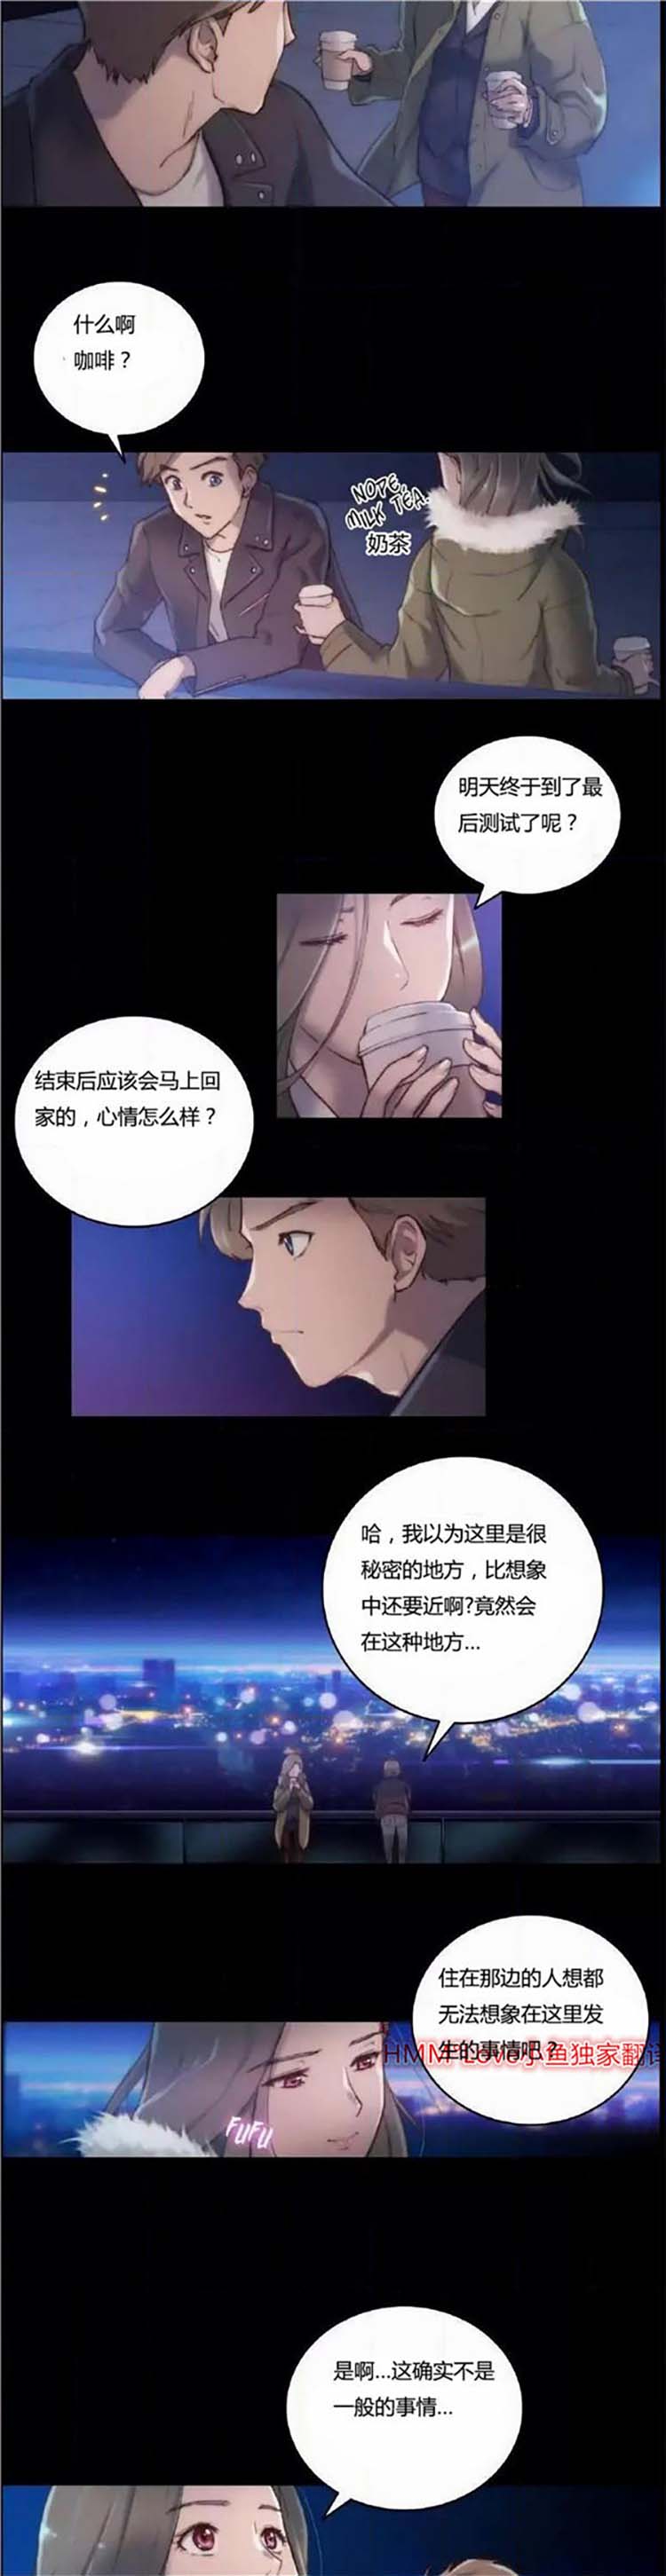 什么啊
咖啡？
NOPE,
MILK TEA.
奶茶
明天终于到了最
后测试了呢？
结束后应该会马上回
家的，心情怎么样？
哈，我以为这里是很
秘密的地方，比想象
中还要近啊?竟然会
在这种地方...
住在那边的人想都
无法想象在这里发
生的事情吧？
HMM LoveJ 鱼独家翻译
FUFU
是啊...这确实不是
一般的事情...